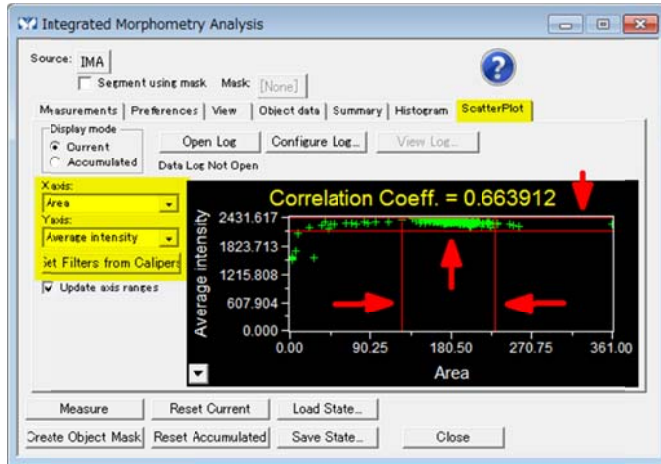 Integrated Morphometry Analysis
Source: IMA
Segment using mask Mask: [None]
Measurements Preferences View Object data Summary Histogram ScatterPlot
Display mode
Current
Accumulated
Open Log Configure Log... View Log...
Data Log Not Open
X axis:
Area
Y axis:
Average intensity
Set Filters from Calipers
Update axis ranges
Correlation Coeff. = 0.663912
Average intensity
2431.617
1823.713
1215.808
607.904
0.000
0.00 90.25 180.50 270.75 361.00
Area
Measure Reset Current Load State...
Create Object Mask Reset Accumulated Save State... Close